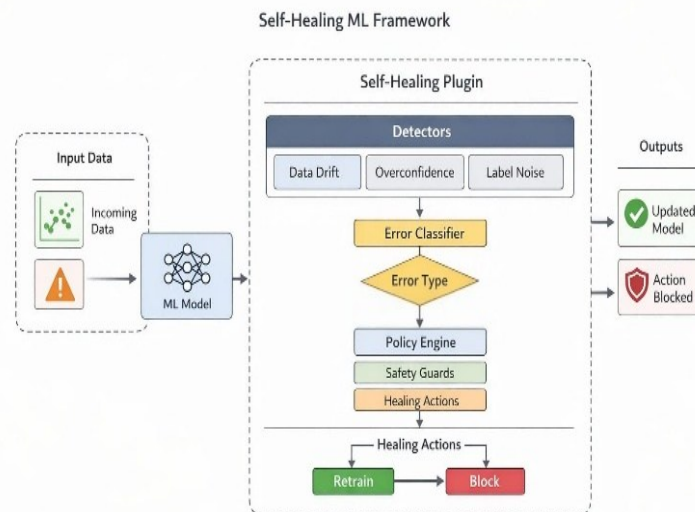 Self-Healing ML Framework
Self-Healing Plugin
Detectors
Data Drift
Overconfidence
Label Noise
Input Data
Incoming
Data
ML Model
Error Classifier
Error Type
Policy Engine
Safety Guards
Healing Actions
Healing Actions
Retrain
Block
Outputs
Updated
Model
Action
Blocked